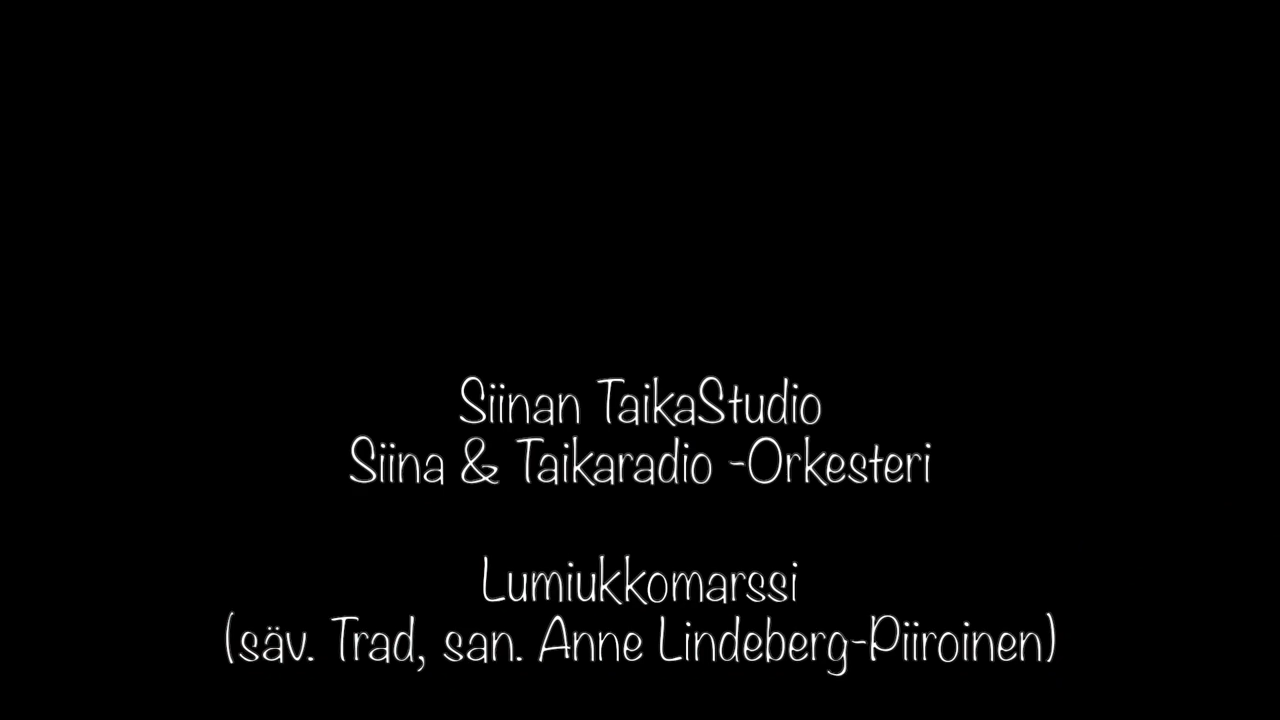 Siinan TaikaStudio
Siina & Taikaradio -Orkesteri
Lumiukkomarssi
(säv. Trad, san. Anne Lindeberg-Piiroinen)